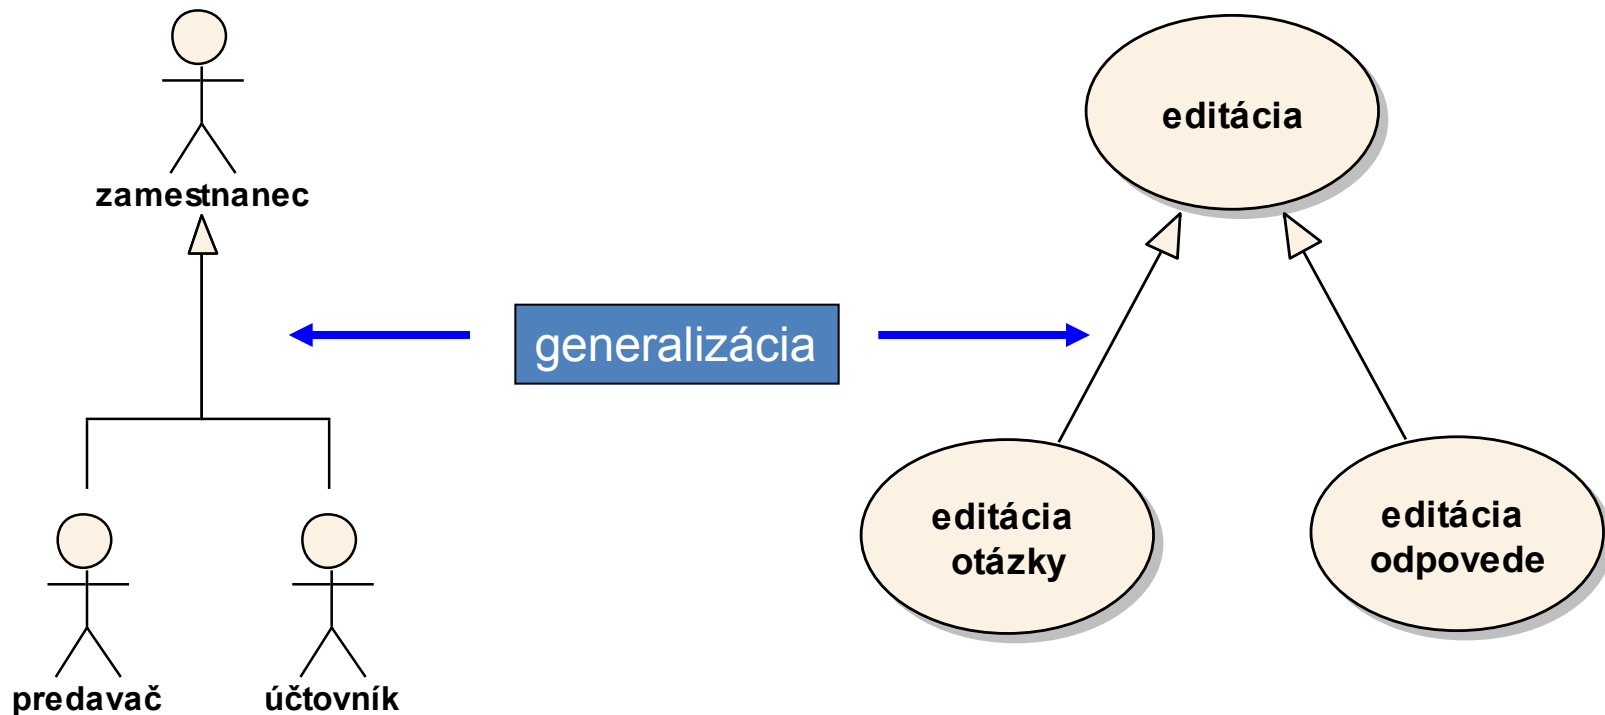 zamestnanec
predavač
účtovník
generalizácia
editácia
editácia
otázky
editácia
odpovede